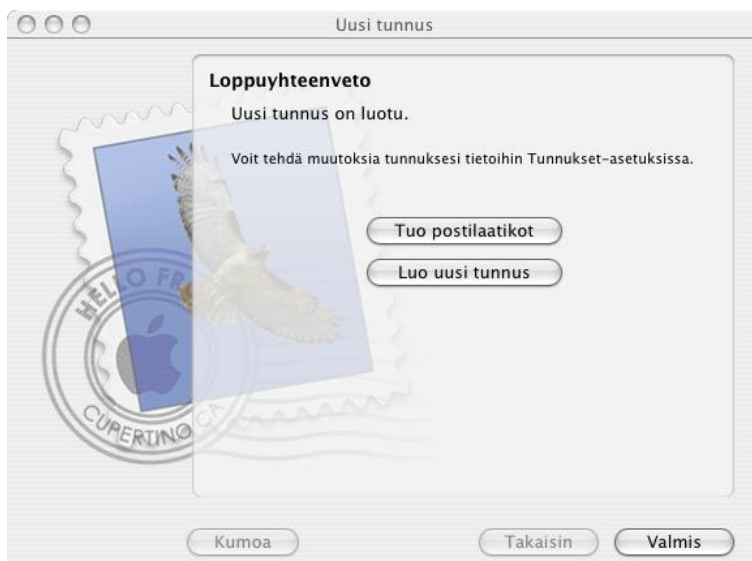 Uusi tunnus
Loppuyhteenveto
Uusi tunnus on luotu.
Voit tehdä muutoksia tunnuksesi tietoihin Tunnukset-asetuksissa.
Tuo postilaatikot
Luo uusi tunnus
HELLO FR
CUPERTINO CA
Kumoa
Takaisin
Valmis